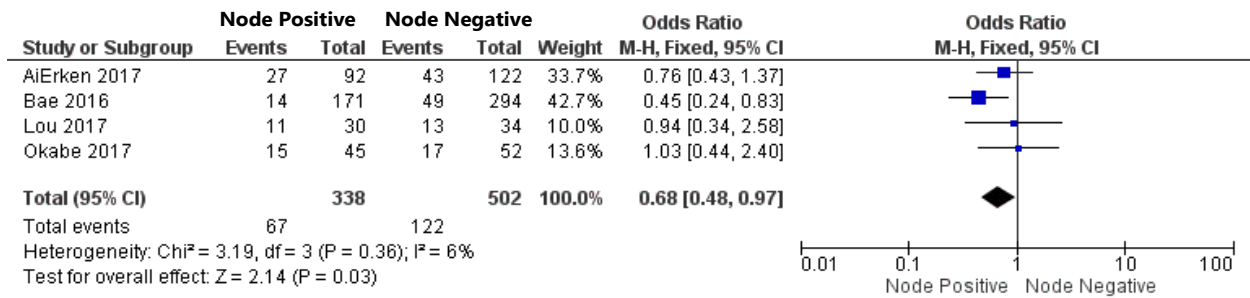 Node Positive Node Negative Odds Ratio Odds Ratio
Study or Subgroup Events Total Events Total Weight M-H, Fixed, 95% CI M-H, Fixed, 95% CI
AiErken 2017 27 92 43 122 33.7% 0.76 [0.43, 1.37]
Bae 2016 14 171 49 294 42.7% 0.45 [0.24, 0.83]
Lou 2017 11 30 13 34 10.0% 0.94 [0.34, 2.58]
Okabe 2017 15 45 17 52 13.6% 1.03 [0.44, 2.40]
Total (95% CI) 338 502 100.0% 0.68 [0.48, 0.97]
Total events 67 122
Heterogeneity: Chi² = 3.19, df = 3 (P = 0.36); I² = 6%
Test for overall effect: Z = 2.14 (P = 0.03)
0.01 0.1 1 10 100
Node Positive Node Negative